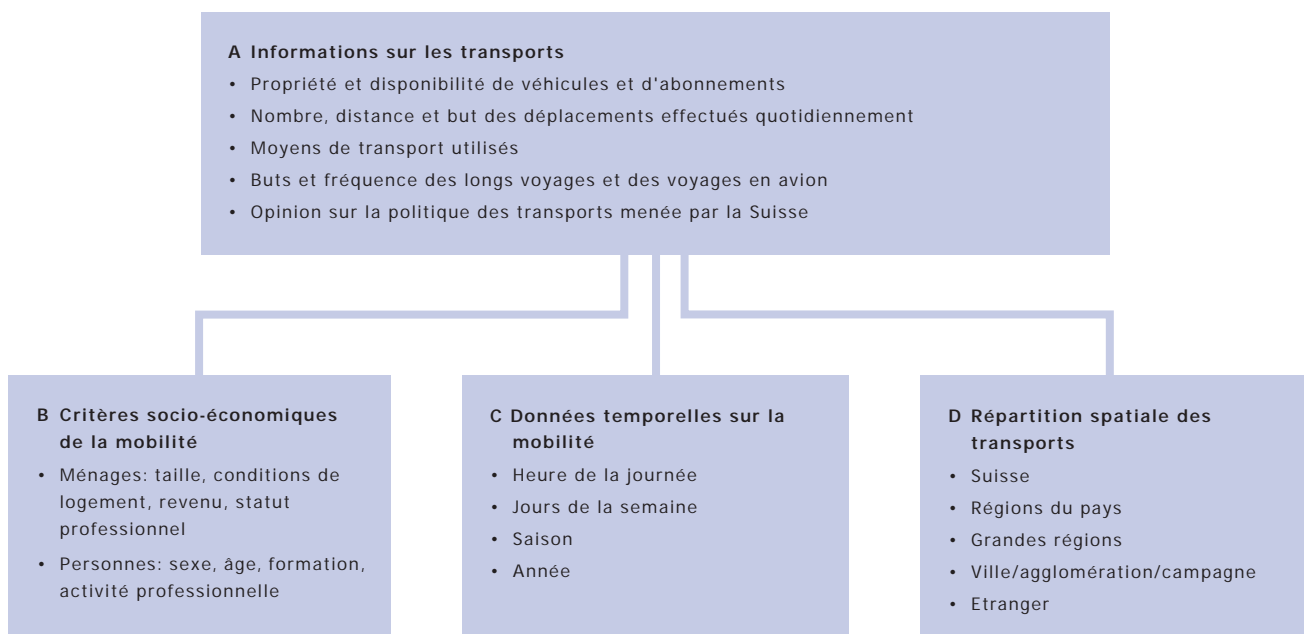 A Informations sur les transports
• Propriété et disponibilité de véhicules et d'abonnements
• Nombre, distance et but des déplacements effectués quotidiennement
• Moyens de transport utilisés
• Buts et fréquence des longs voyages et des voyages en avion
• Opinion sur la politique des transports menée par la Suisse
B Critères socio-économiques
de la mobilité
• Ménages: taille, conditions de
logement, revenu, statut
professionnel
• Personnes: sexe, âge, formation,
activité professionnelle
C Données temporelles sur la
mobilité
• Heure de la journée
• Jours de la semaine
• Saison
• Année
D Répartition spatiale des
transports
• Suisse
• Régions du pays
• Grandes régions
• Ville/agglomération/campagne
• Etranger